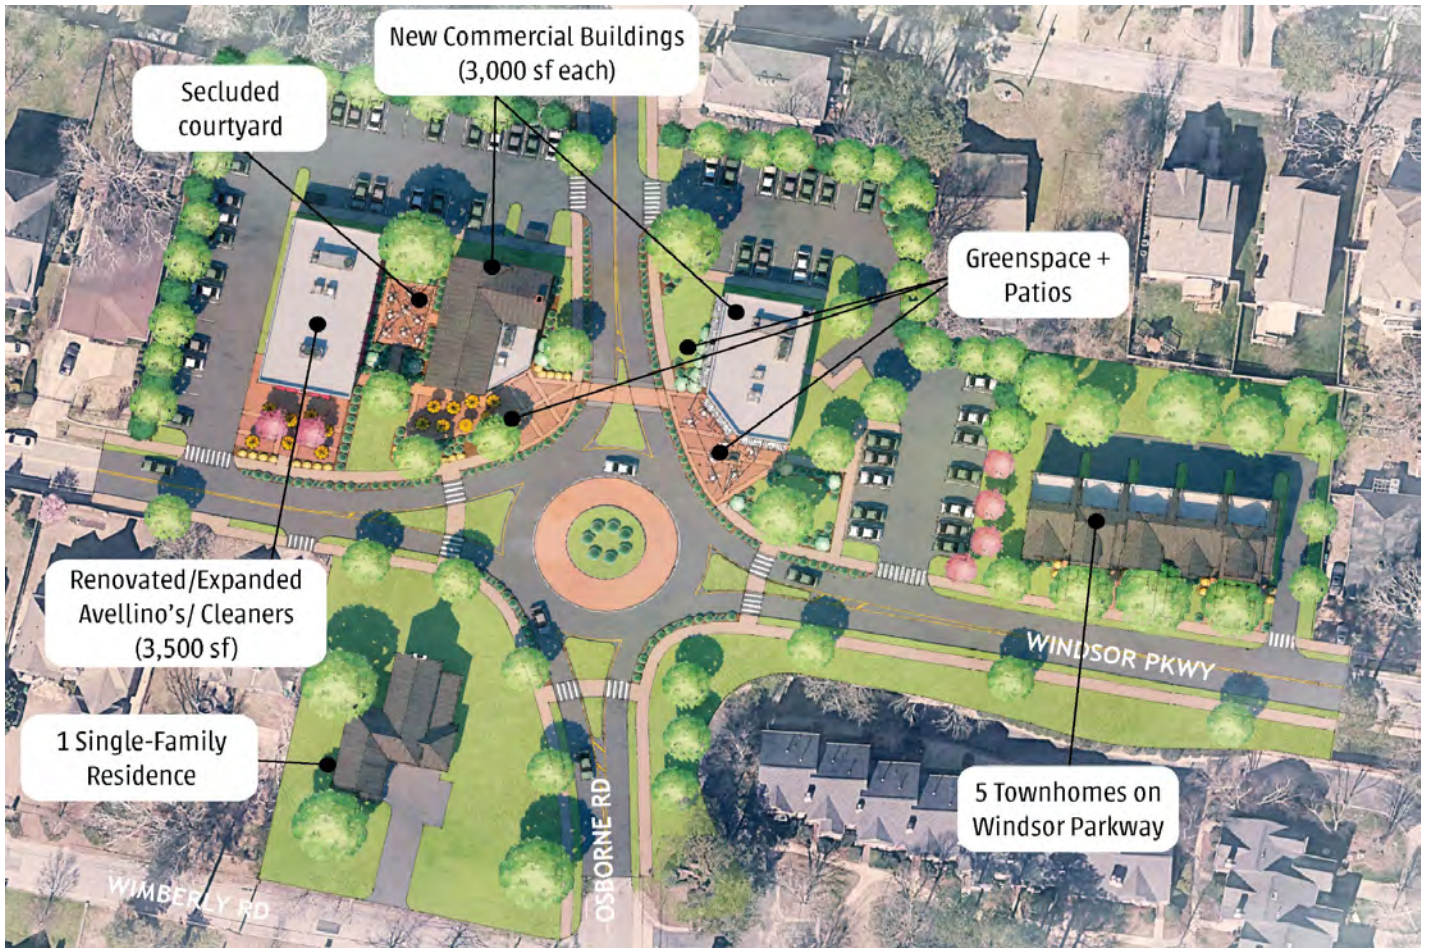 New Commercial Buildings
(3,000 sf each)
Secluded
courtyard
Greenspace +
Patios
Renovated/Expanded
Avellino's/ Cleaners
(3,500 sf)
WINDSOR PKWY
1 Single-Family
Residence
5 Townhomes on
Windsor Parkway
OSBORNE RD
WIMBERLY RD